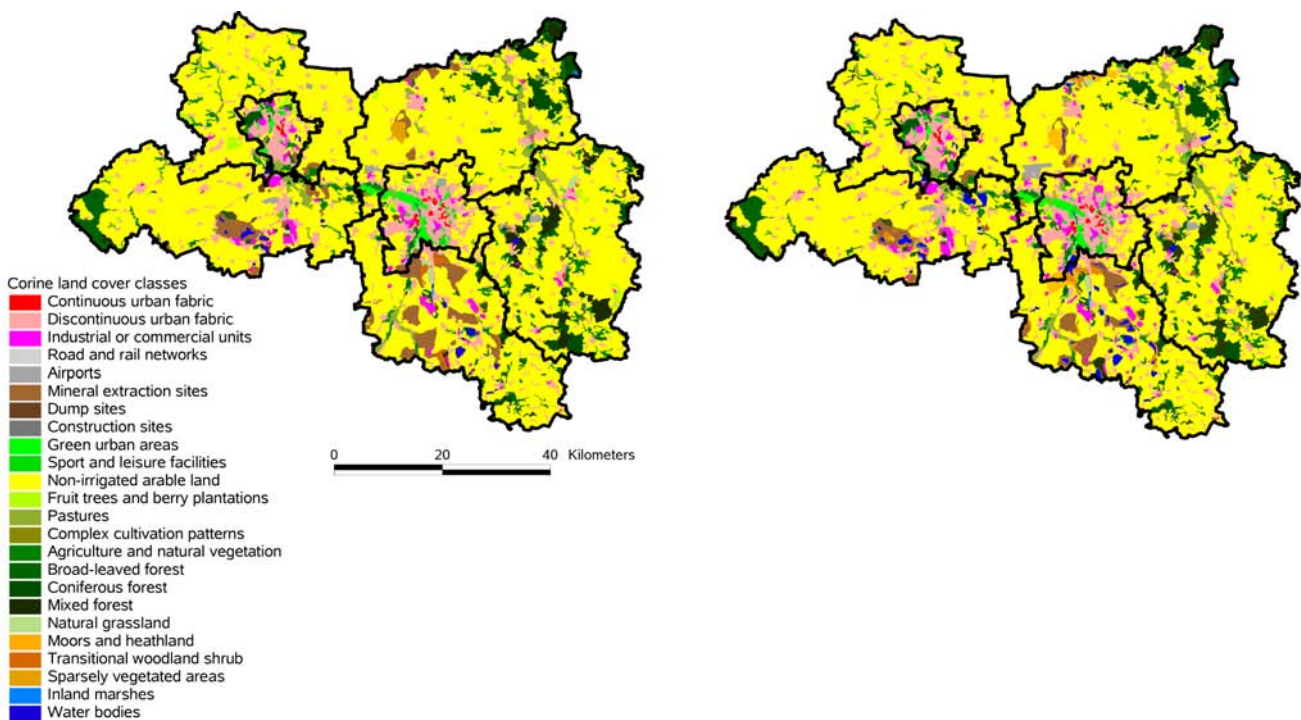 Corine land cover classes
Continuous urban fabric
Discontinuous urban fabric
Industrial or commercial units
Road and rail networks
Airports
Mineral extraction sites
Dump sites
Construction sites
Green urban areas
Sport and leisure facilities
Non-irrigated arable land
Fruit trees and berry plantations
Pastures
Complex cultivation patterns
Agriculture and natural vegetation
Broad-leaved forest
Coniferous forest
Mixed forest
Natural grassland
Moors and heathland
Transitional woodland shrub
Sparsely vegetated areas
Inland marshes
Water bodies
0 20 40 Kilometers